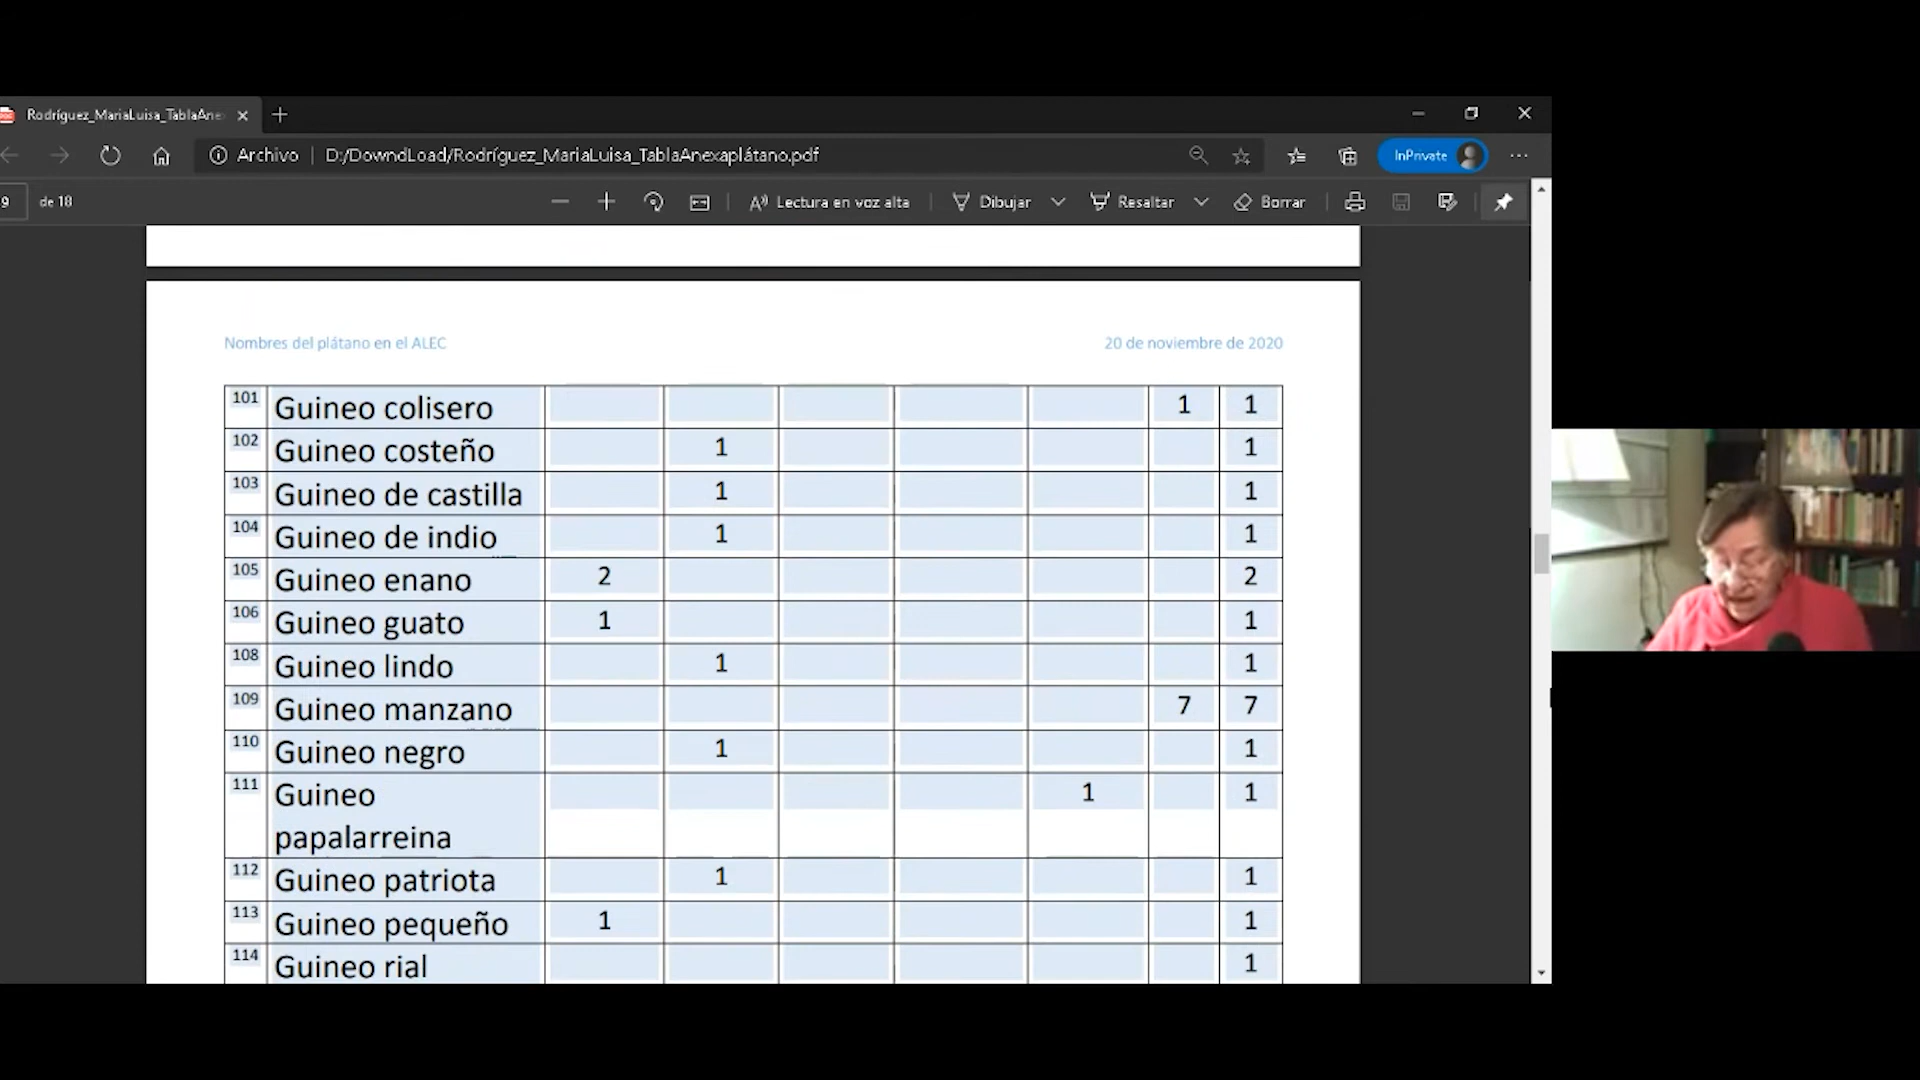 Rodríguez_MariaLuisa_TablaAne
Archivo D:/DowndLoad/Rodríguez_MariaLuisa_TablaAnexaplátano.pdf InPrivate
9 de 18 Lectura en voz alta Dibujar Resaltar Borrar
Nombres del plátano en el ALEC 20 de noviembre de 2020
101 Guineo colisero 1 1
102 Guineo costeño 1 1
103 Guineo de castilla 1 1
104 Guineo de indio 1 1
105 Guineo enano 2 2
106 Guineo guato 1 1
108 Guineo lindo 1 1
109 Guineo manzano 7 7
110 Guineo negro 1 1
111 Guineo 1 1
papalarreina
112 Guineo patriota 1 1
113 Guineo pequeño 1 1
114 Guineo rial 1